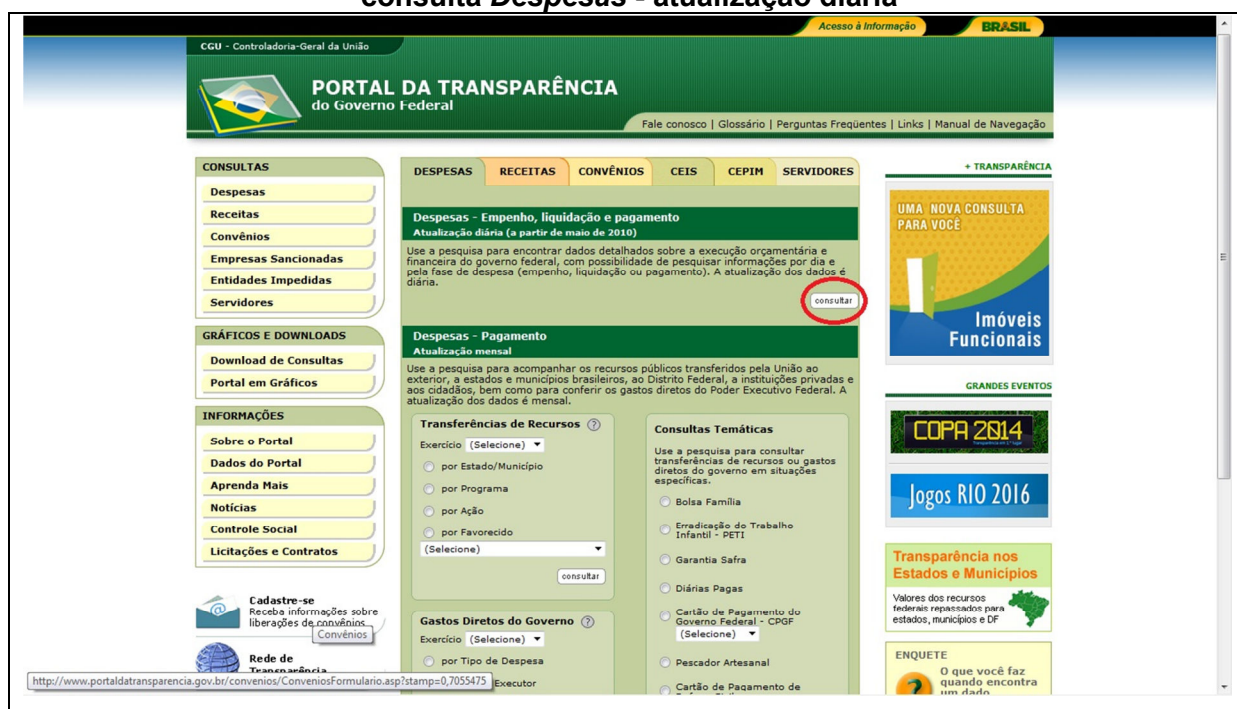 consulta Despesas - atualização diária
Acesso à Informação
BRASIL
CGU - Controladoria-Geral da União
PORTAL DA TRANSPARÊNCIA
do Governo Federal
Fale conosco | Glossário | Perguntas Freqüentes | Links | Manual de Navegação
CONSULTAS
Despesas
Receitas
Convênios
Empresas Sancionadas
Entidades Impedidas
Servidores
GRÁFICOS E DOWNLOADS
Download de Consultas
Portal em Gráficos
INFORMAÇÕES
Sobre o Portal
Dados do Portal
Aprenda Mais
Notícias
Controle Social
Licitações e Contratos
Cadastre-se
Receba informações sobre
liberações de convênios
Convênios
Rede de
Transparência
http://www.portaldatransparencia.gov.br/convenios/ConveniosFormulario.asp?stamp=0,7055475
DESPESAS RECEITAS CONVÊNIOS CEIS CEPIM SERVIDORES
Despesas - Empenho, liquidação e pagamento
Atualização diária (a partir de maio de 2010)
Use a pesquisa para encontrar dados detalhados sobre a execução orçamentária e
financeira do governo federal, com possibilidade de pesquisar informações por dia e
pela fase de despesa (empenho, liquidação ou pagamento). A atualização dos dados é
diária.
consultar
Despesas - Pagamento
Atualização mensal
Use a pesquisa para acompanhar os recursos públicos transferidos pela União ao
exterior, a estados e municípios brasileiros, ao Distrito Federal, a instituições privadas e
aos cidadãos, bem como para conferir os gastos diretos do Poder Executivo Federal. A
atualização dos dados é mensal.
Transferências de Recursos ?
Exercício (Selecione)
por Estado/Município
por Programa
por Ação
por Favorecido
(Selecione)
consultar
Gastos Diretos do Governo ?
Exercício (Selecione)
por Tipo de Despesa
Executor
Consultas Temáticas
Use a pesquisa para consultar
transferências de recursos ou gastos
diretos do governo em situações
específicas.
Bolsa Família
Erradicação do Trabalho
Infantil - PETI
Garantia Safra
Diárias Pagas
Cartão de Pagamento do
Governo Federal - CPGF
(Selecione)
Pescador Artesanal
Cartão de Pagamento de
+ TRANSPARÊNCIA
UMA NOVA CONSULTA
PARA VOCÊ
Imóveis
Funcionais
GRANDES EVENTOS
COPA 2014
Jogos RIO 2016
Transparência nos
Estados e Municípios
Valores dos recursos
federais repassados para
estados, municípios e DF
ENQUETE
O que você faz
quando encontra
um dado